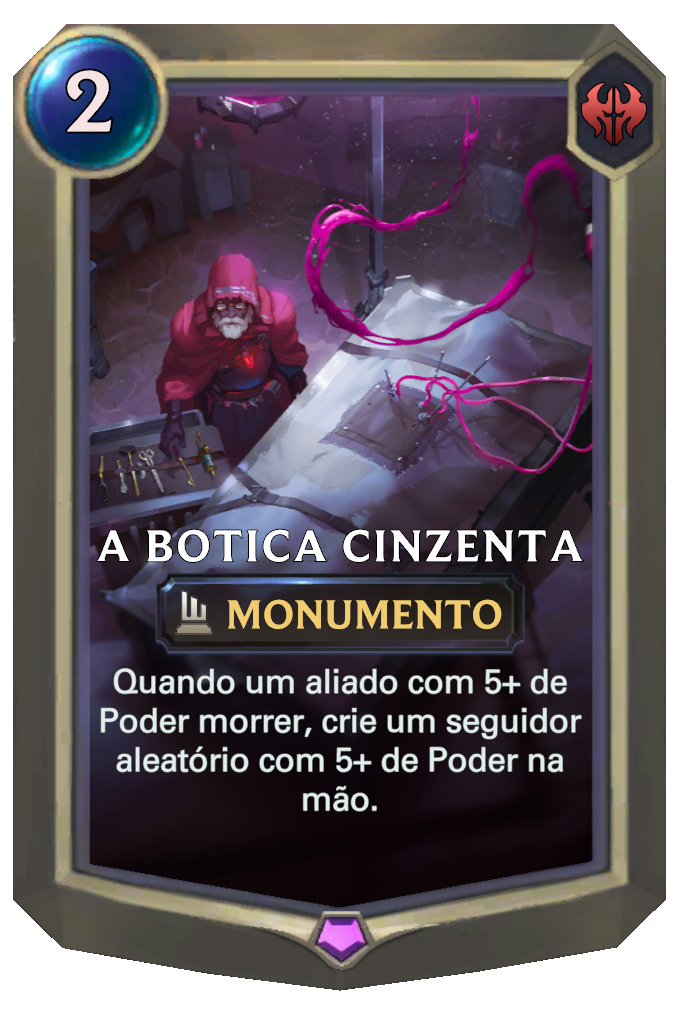 2
A BOTICA CINZENTA
MONUMENTO
Quando um aliado com 5+ de
Poder morrer, crie um seguidor
aleatório com 5+ de Poder na
mão.